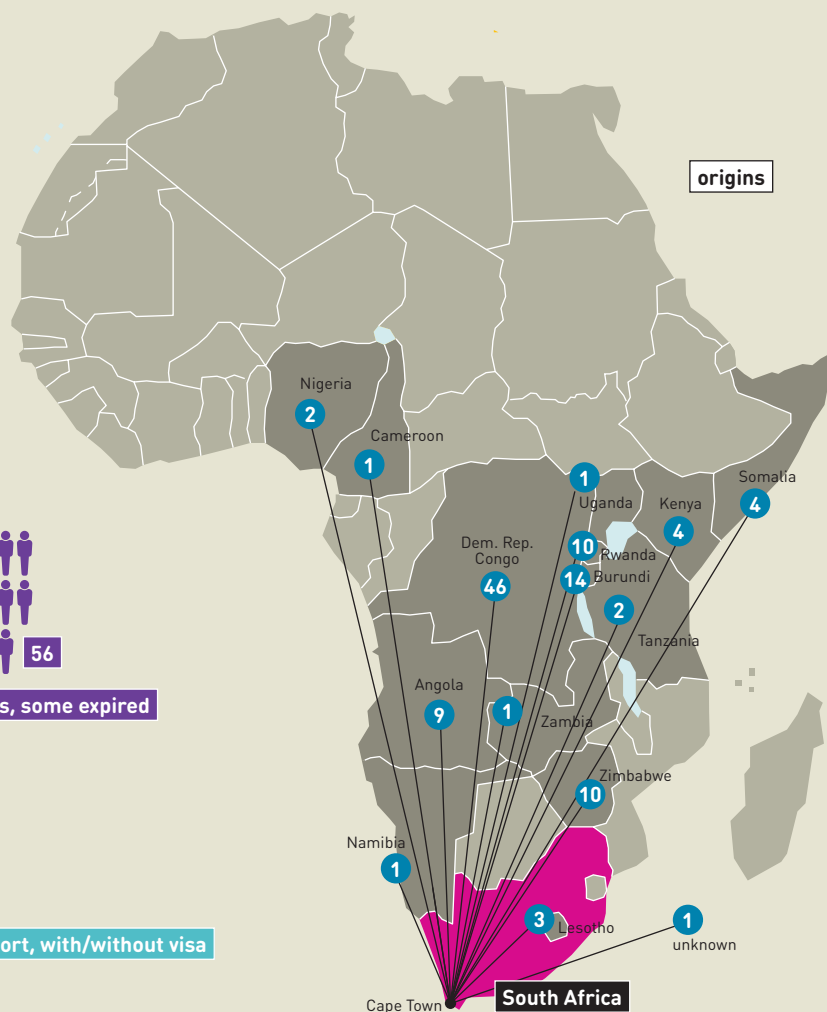 origins
Nigeria
2
Cameroon
1
Somalia
4
1
Uganda
Kenya
4
Dem. Rep.
Congo
46
10
Rwanda
14
Burundi
2
Tanzania
56
s, some expired
Angola
9
1
Zambia
Zimbabwe
10
Namibia
1
3
Lesotho
1
unknown
ort, with/without visa
South Africa
Cape Town